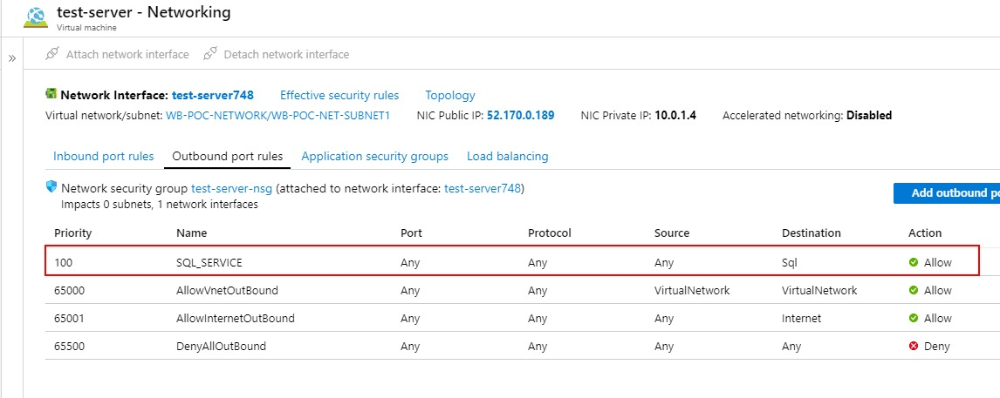 test-server - Networking
Virtual machine
» Attach network interface Detach network interface
Network Interface: test-server748 Effective security rules Topology
Virtual network/subnet: WB-POC-NETWORK/WB-POC-NET-SUBNET1 NIC Public IP: 52.170.0.189 NIC Private IP: 10.0.1.4 Accelerated networking: Disabled
Inbound port rules Outbound port rules Application security groups Load balancing
Network security group test-server-nsg (attached to network interface: test-server748)
Impacts 0 subnets, 1 network interfaces
Add outbound po
Priority Name Port Protocol Source Destination Action
100 SQL_SERVICE Any Any Any Sql Allow
65000 AllowVnetOutBound Any Any VirtualNetwork VirtualNetwork Allow
65001 AllowInternetOutBound Any Any Any Internet Allow
65500 DenyAllOutBound Any Any Any Any Deny